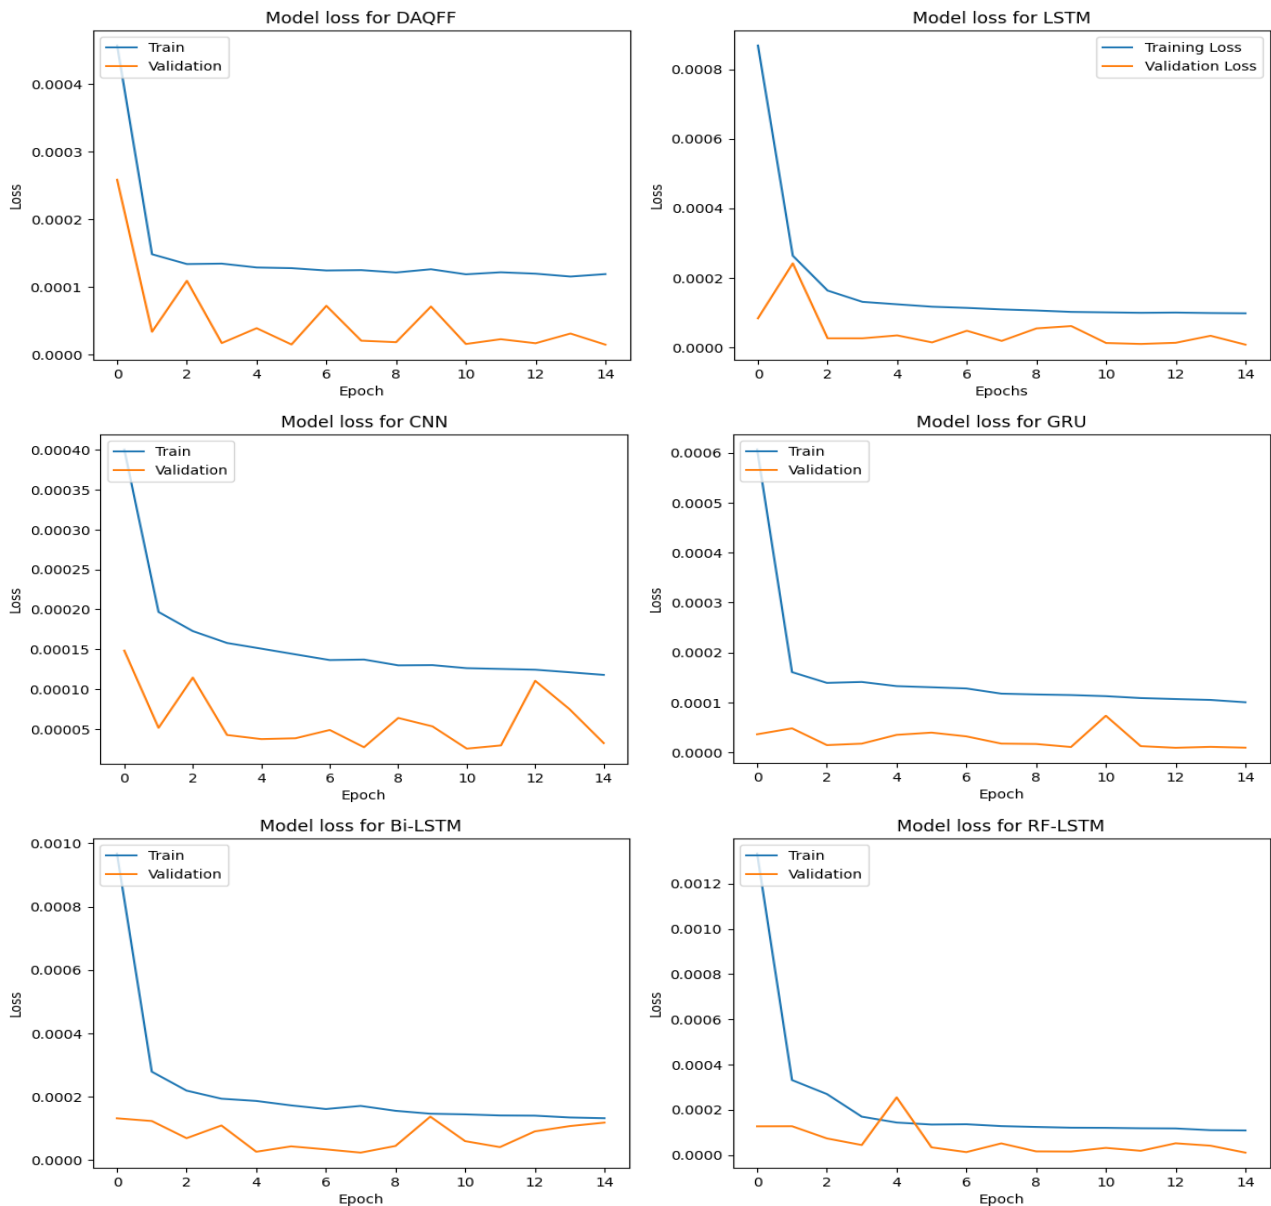 Model loss for DAQFF
Train
Validation
0.0004
0.0003
0.0002
0.0001
0.0000
Loss
0 2 4 6 8 10 12 14
Epoch
Model loss for LSTM
Training Loss
Validation Loss
0.0008
0.0006
0.0004
0.0002
0.0000
Loss
0 2 4 6 8 10 12 14
Epochs
Model loss for CNN
Train
Validation
0.00040
0.00035
0.00030
0.00025
0.00020
0.00015
0.00010
0.00005
Loss
0 2 4 6 8 10 12 14
Epoch
Model loss for GRU
Train
Validation
0.0006
0.0005
0.0004
0.0003
0.0002
0.0001
0.0000
Loss
0 2 4 6 8 10 12 14
Epoch
Model loss for Bi-LSTM
Train
Validation
0.0010
0.0008
0.0006
0.0004
0.0002
0.0000
Loss
0 2 4 6 8 10 12 14
Epoch
Model loss for RF-LSTM
Train
Validation
0.0012
0.0010
0.0008
0.0006
0.0004
0.0002
0.0000
Loss
0 2 4 6 8 10 12 14
Epoch